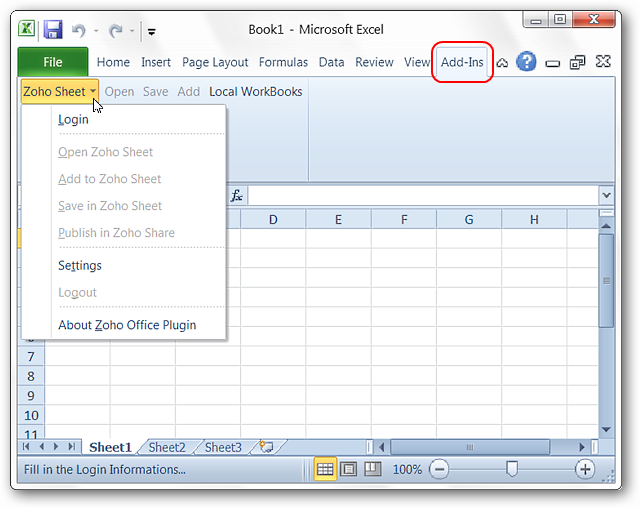 Book1 - Microsoft Excel
File Home Insert Page Layout Formulas Data Review View Add-Ins
Zoho Sheet Open Save Add Local WorkBooks
Login
Open Zoho Sheet
Add to Zoho Sheet
Save in Zoho Sheet
Publish in Zoho Share
Settings
Logout
About Zoho Office Plugin
fx
D E F G H
7
8
9
10
11
Sheet1 Sheet2 Sheet3
Fill in the Login Informations... 100%